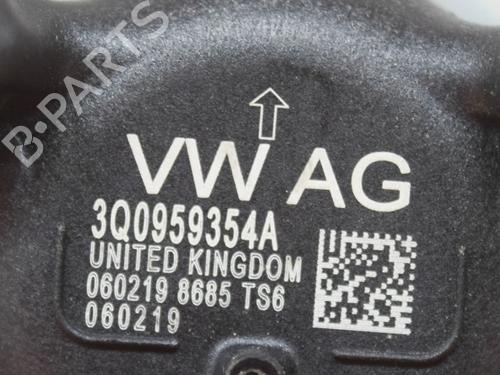 B-PARTS
VW AG
3Q0959354A
UNITED KINGDOM
060219 8685 TS6
060219